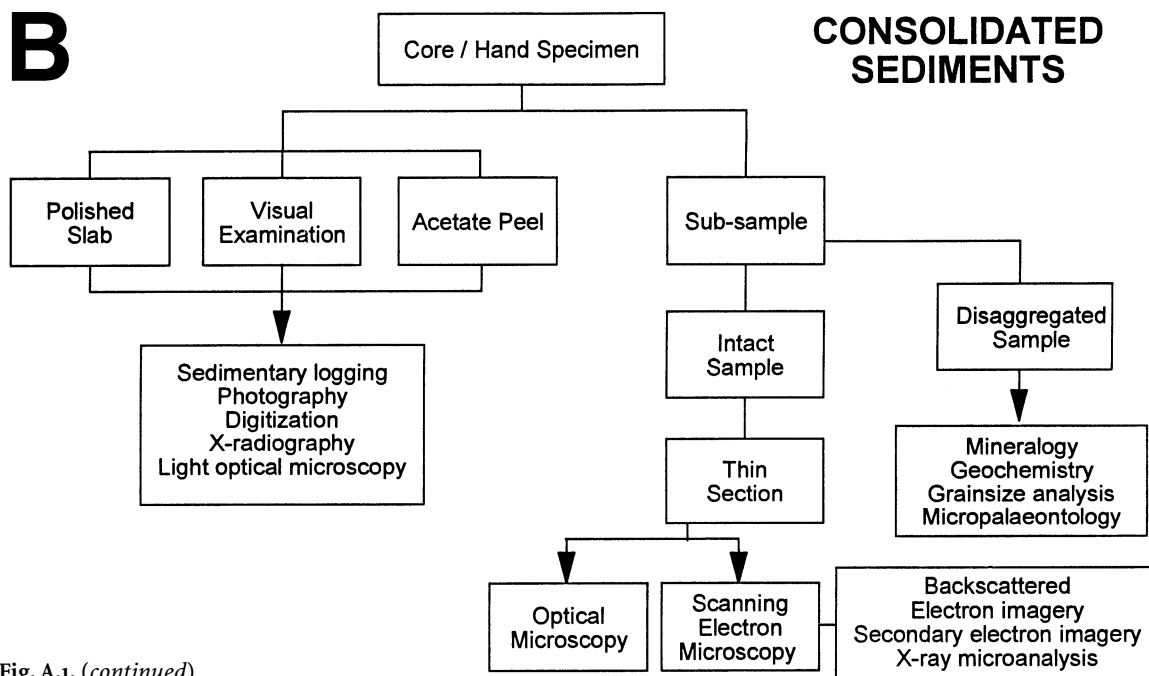 B
CONSOLIDATED
SEDIMENTS
Core / Hand Specimen
Polished
Slab
Visual
Examination
Acetate Peel
Sub-sample
Disaggregated
Sample
Intact
Sample
Sedimentary logging
Photography
Digitization
X-radiography
Light optical microscopy
Thin
Section
Mineralogy
Geochemistry
Grainsize analysis
Micropalaeontology
Optical
Microscopy
Scanning
Electron
Microscopy
Backscattered
Electron imagery
Secondary electron imagery
X-ray microanalysis
Fig. A.1. (continued)